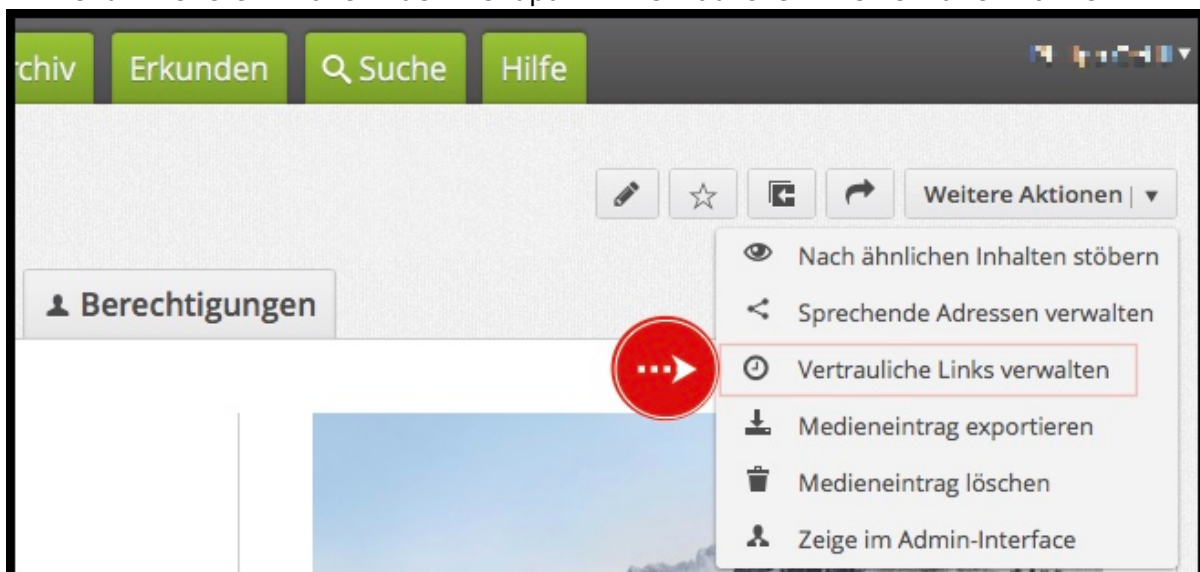 chiv Erkunden Suche Hilfe
Weitere Aktionen
Nach ähnlichen Inhalten stöbern
Berechtigungen
Sprechende Adressen verwalten
Vertrauliche Links verwalten
Medieneintrag exportieren
Medieneintrag löschen
Zeige im Admin-Interface